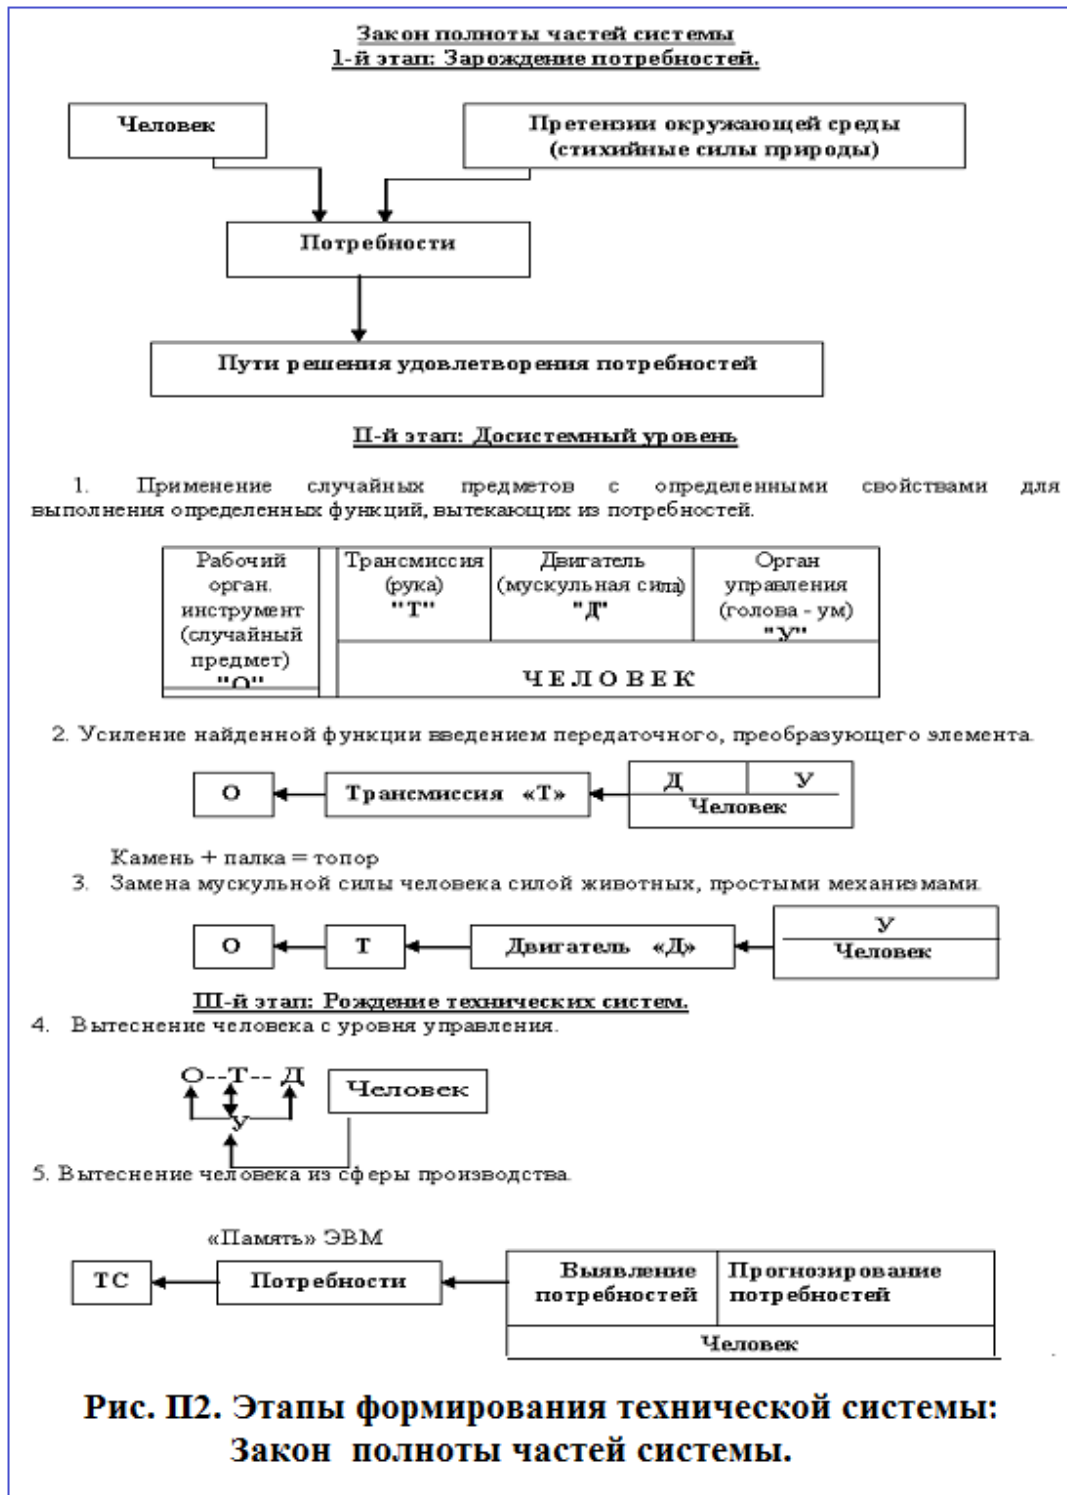 Закон полноты частей системы
1-й этап: Зарождение потребностей.
Человек
Претензии окружающей среды
(стихийные силы природы)
Потребности
Пути решения удовлетворения потребностей
II-й этап: Досистемный уровень
1. Применение случайных предметов с определенными свойствами для
выполнения определенных функций, вытекающих из потребностей.
Рабочий
орган.
инструмент
(случайный
предмет)
"О"
Трансмиссия
(рука)
"Т"
Двигатель
(мускульная сила)
"Д"
Орган
управления
(голова - ум)
"У"
Ч Е Л О В Е К
2. Усиление найденной функции введением передаточного, преобразующего элемента.
О
Трансмиссия «Т»
Д У
Человек
Камень + палка = топор
3. Замена мускульной силы человека силой животных, простыми механизмами.
О
Т
Двигатель «Д»
У
Человек
III-й этап: Рождение технических систем.
4. Вытеснение человека с уровня управления.
О--Т-- Д
Человек
У
5. Вытеснение человека из сферы производства.
«Память» ЭВМ
ТС
Потребности
Выявление
потребностей
Прогнозирование
потребностей
Человек
Рис. П2. Этапы формирования технической системы:
Закон полноты частей системы.